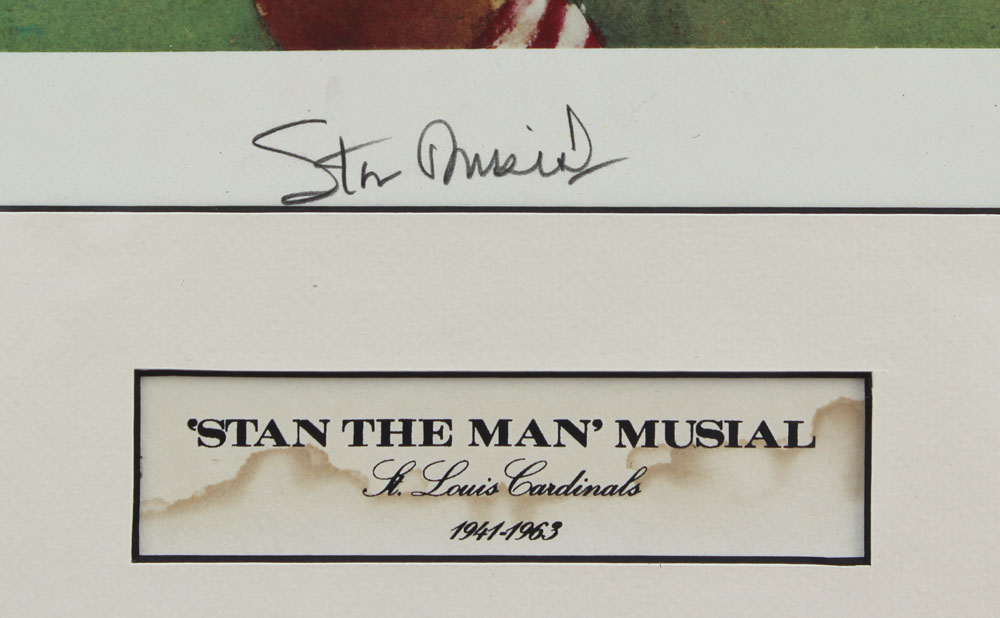 Stan Musial
‘STAN THE MAN’ MUSIAL
St. Louis Cardinals
1941-1963